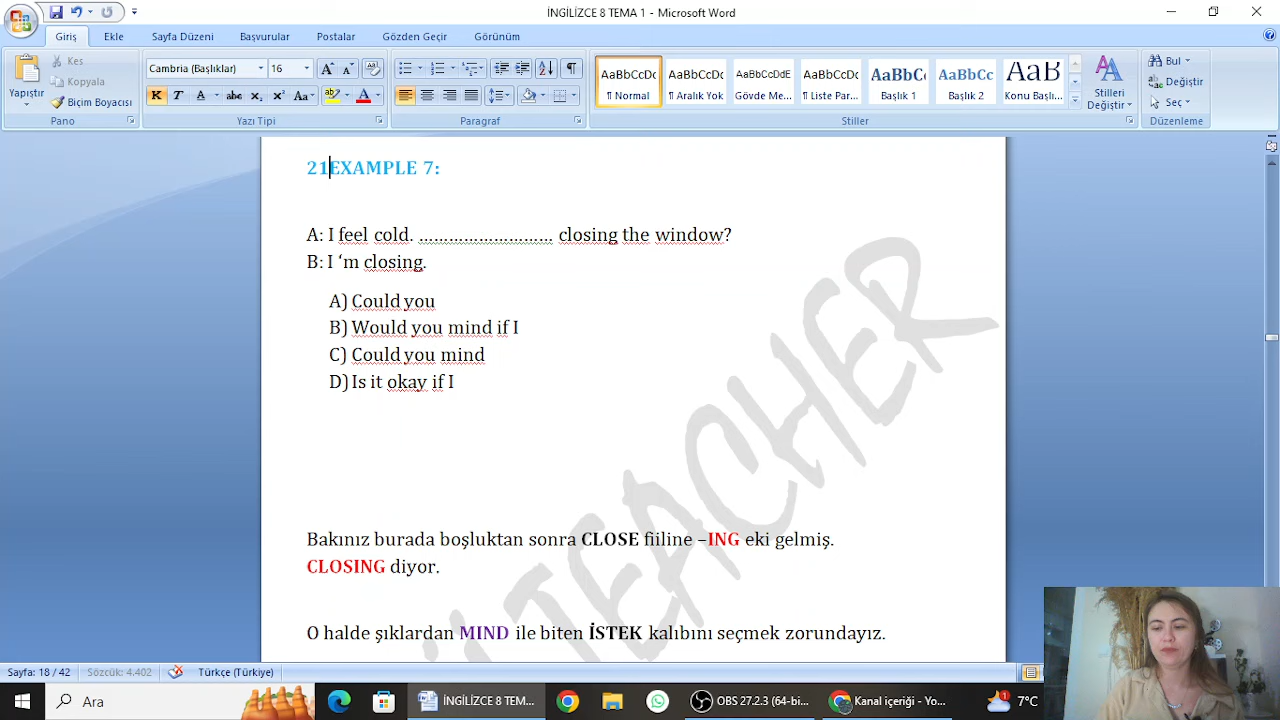 İNGİLİZCE 8 TEMA 1 - Microsoft Word
Giriş Ekle Sayfa Düzeni Başvurular Postalar Gözden Geçir Görünüm
Yapıştır
Kes
Kopyala
Biçim Boyacısı
Pano
Cambria (Başlıklar) 16
Yazı Tipi
Paragraf
AaBbCcDc AaBbCcDc AaBbCcDdE AaBbCcDc AaBbC AaBbCc AaB
¶ Normal ¶ Aralık Yok Gövde Me... ¶ Liste Par... Başlık 1 Başlık 2 Konu Başlı...
Stilleri Değiştir
Stiller
Bul
Değiştir
Seç
Düzenleme
21EXAMPLE 7:
A: I feel cold. ........................... closing the window?
B: I ‘m closing.
A) Could you
B) Would you mind if I
C) Could you mind
D) Is it okay if I
Bakınız burada boşluktan sonra CLOSE fiiline –ING eki gelmiş.
CLOSING diyor.
O halde şıklardan MIND ile biten İSTEK kalıbını seçmek zorundayız.
TEACHER
Sayfa: 18 / 42 Sözcük: 4.402 Türkçe (Türkiye)
Ara
İNGİLİZCE 8 TEM... OBS 27.2.3 (64-bi... Kanal içeriği - Yo... 1 7°C